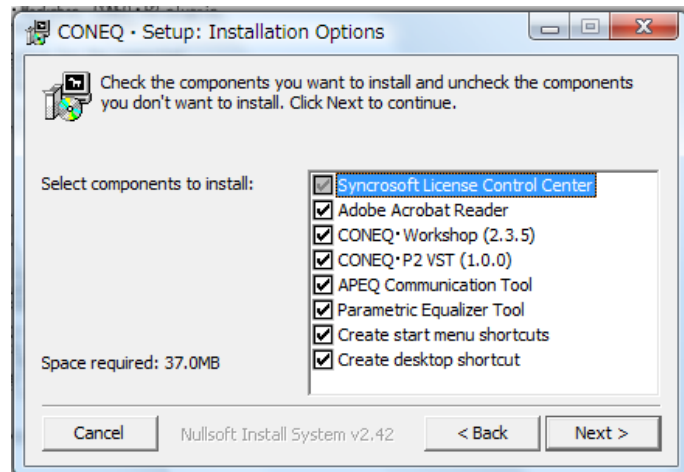 CONEQ · Setup: Installation Options
Check the components you want to install and uncheck the components
you don't want to install. Click Next to continue.
Select components to install:
Syncrosoft License Control Center
Adobe Acrobat Reader
CONEQ·Workshop (2.3.5)
CONEQ·P2 VST (1.0.0)
APEQ Communication Tool
Parametric Equalizer Tool
Create start menu shortcuts
Create desktop shortcut
Space required: 37.0MB
Cancel
Nullsoft Install System v2.42
< Back
Next >